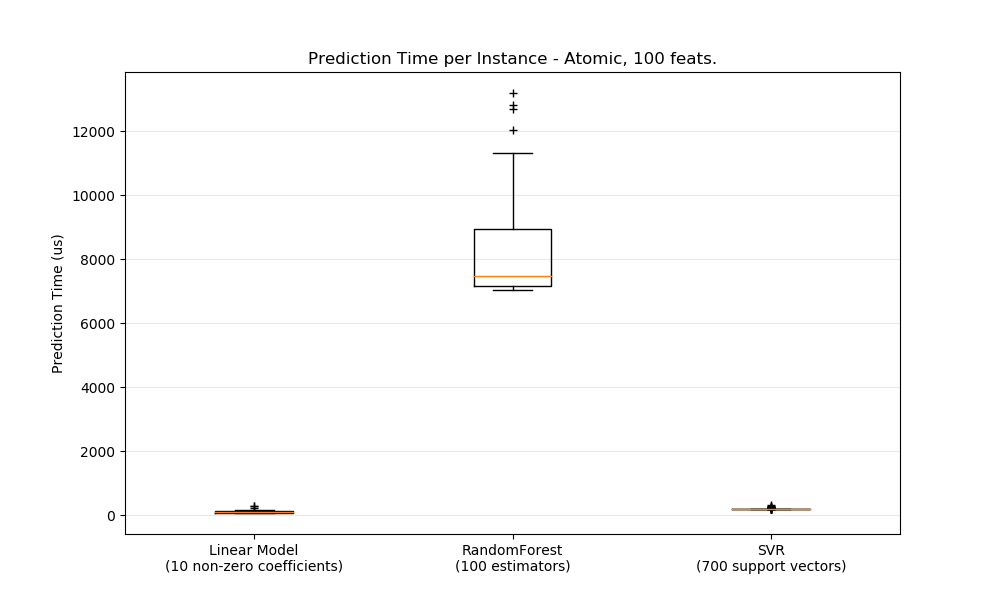 Prediction Time per Instance - Atomic, 100 feats.
Prediction Time (us)
12000
10000
8000
6000
4000
2000
0
Linear Model
(10 non-zero coefficients)
RandomForest
(100 estimators)
SVR
(700 support vectors)